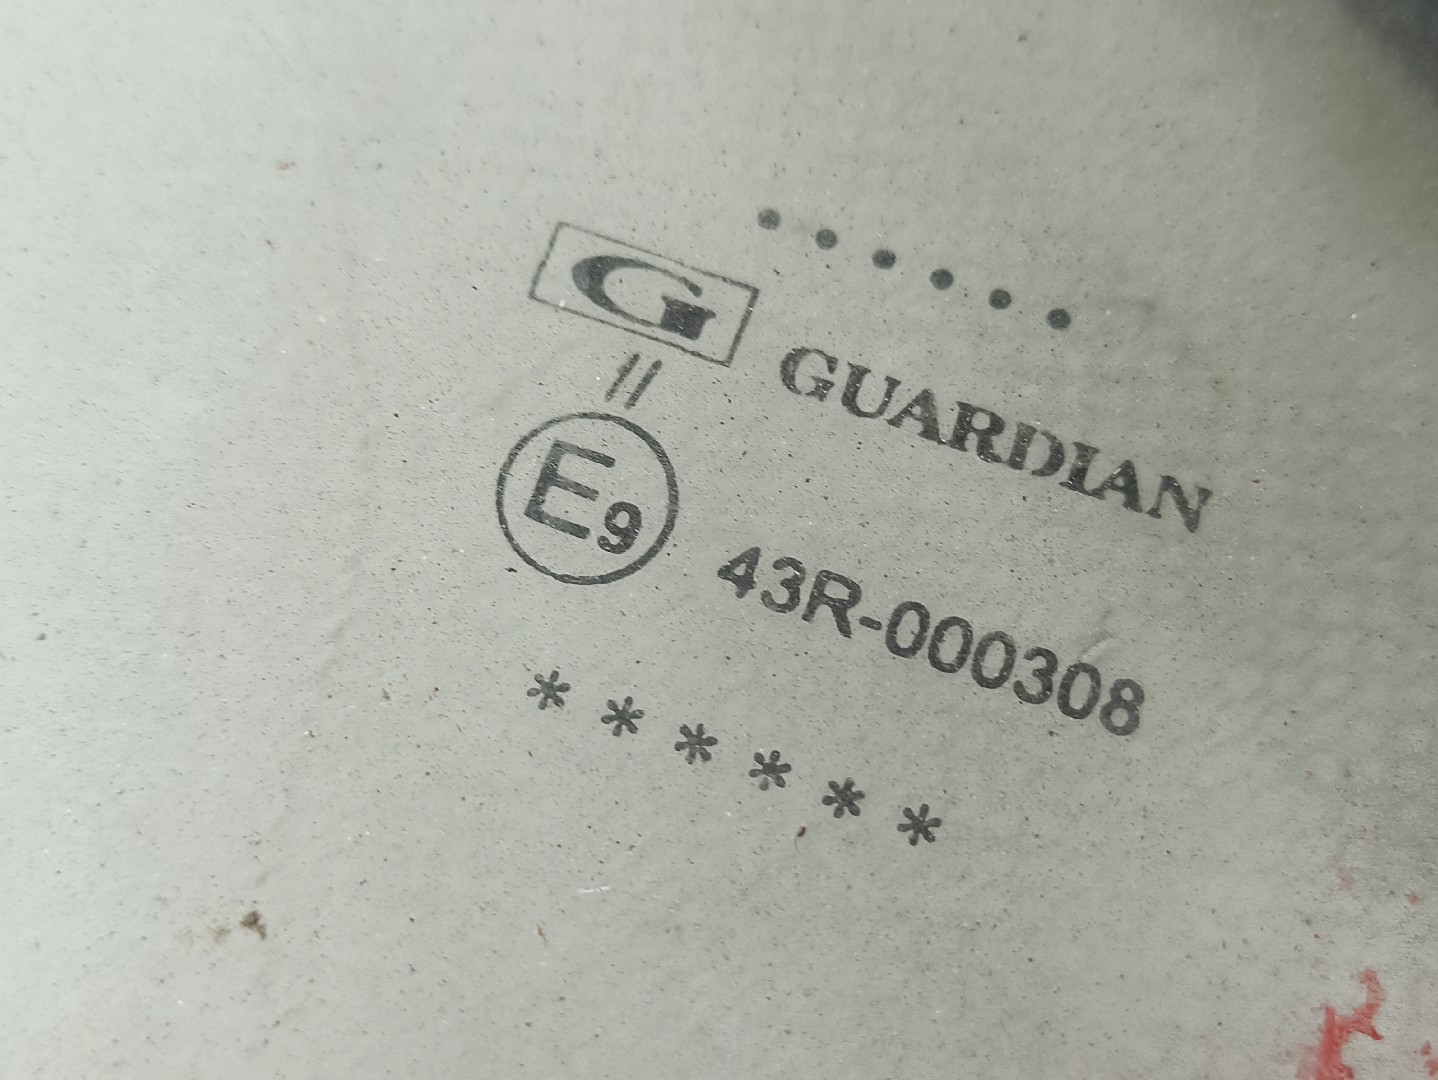 ••••••
G GUARDIAN
//
E9 43R-000308
******